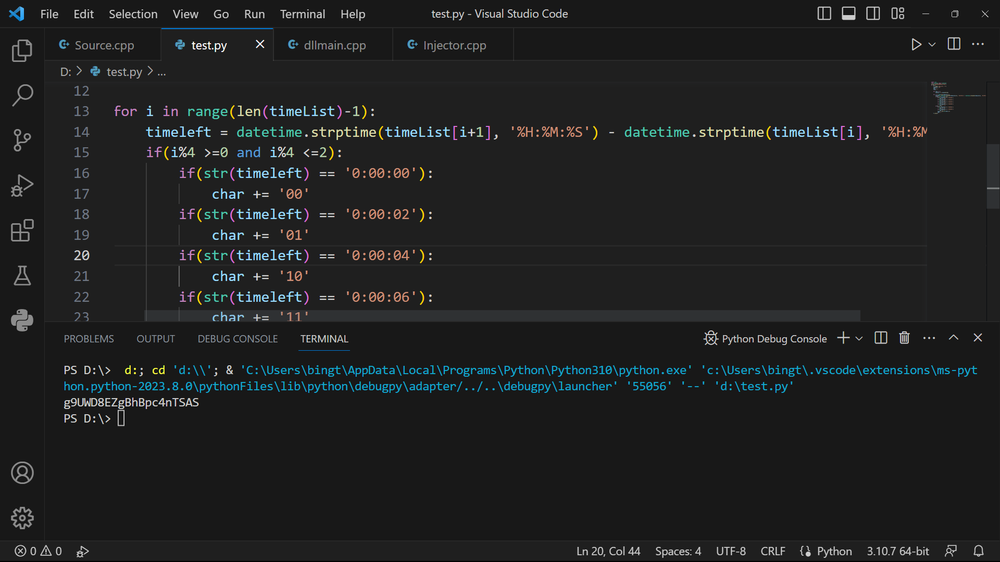 File Edit Selection View Go Run Terminal Help test.py - Visual Studio Code
Source.cpp test.py dllmain.cpp Injector.cpp
D: > test.py > ...
12
13 for i in range(len(timeList)-1):
14 timeleft = datetime.strptime(timeList[i+1], '%H:%M:%S') - datetime.strptime(timeList[i], '%H:%M
15 if(i%4 >=0 and i%4 <=2):
16 if(str(timeleft) == '0:00:00'):
17 char += '00'
18 if(str(timeleft) == '0:00:02'):
19 char += '01'
20 if(str(timeleft) == '0:00:04'):
21 char += '10'
22 if(str(timeleft) == '0:00:06'):
23 char += '11'
PROBLEMS OUTPUT DEBUG CONSOLE TERMINAL Python Debug Console
PS D:\> d:; cd 'd:\\'; & 'C:\Users\bingt\AppData\Local\Programs\Python\Python310\python.exe' 'c:\Users\bingt\.vscode\extensions\ms-pyt
hon.python-2023.8.0\pythonFiles\lib\python\debugpy\adapter/../..\debugpy\launcher' '55056' '--' 'd:\test.py'
g9UWD8EZgBhBpc4nTSAS
PS D:\>
0 0 Ln 20, Col 44 Spaces: 4 UTF-8 CRLF Python 3.10.7 64-bit